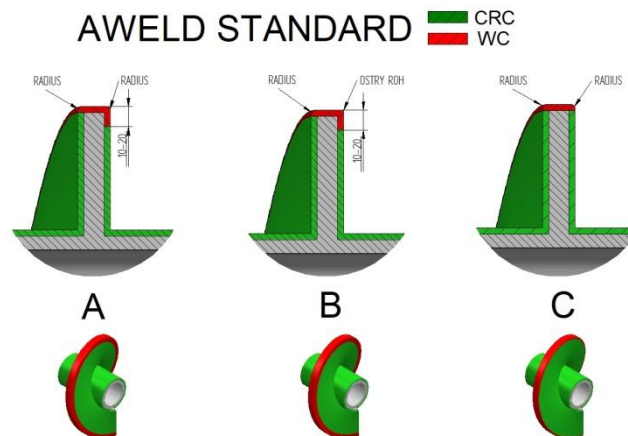 AWELD STANDARD
CRC
WC
RADIUS RADIUS
10-20
RADIUS OSTRY ROH
10-20
RADIUS RADIUS
A B C